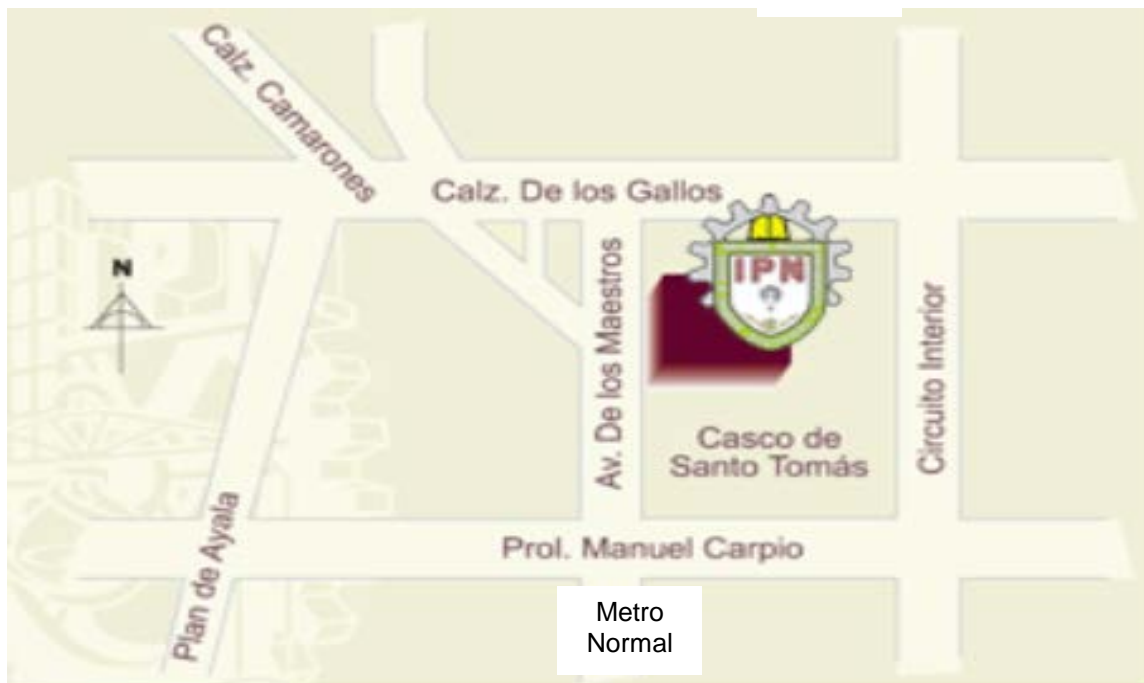 Calz. Camarones
Calz. De los Gallos
N
IPN
Av. De los Maestros
Circuito Interior
Casco de
Santo Tomás
Plan de Ayala
Prol. Manuel Carpio
Metro
Normal